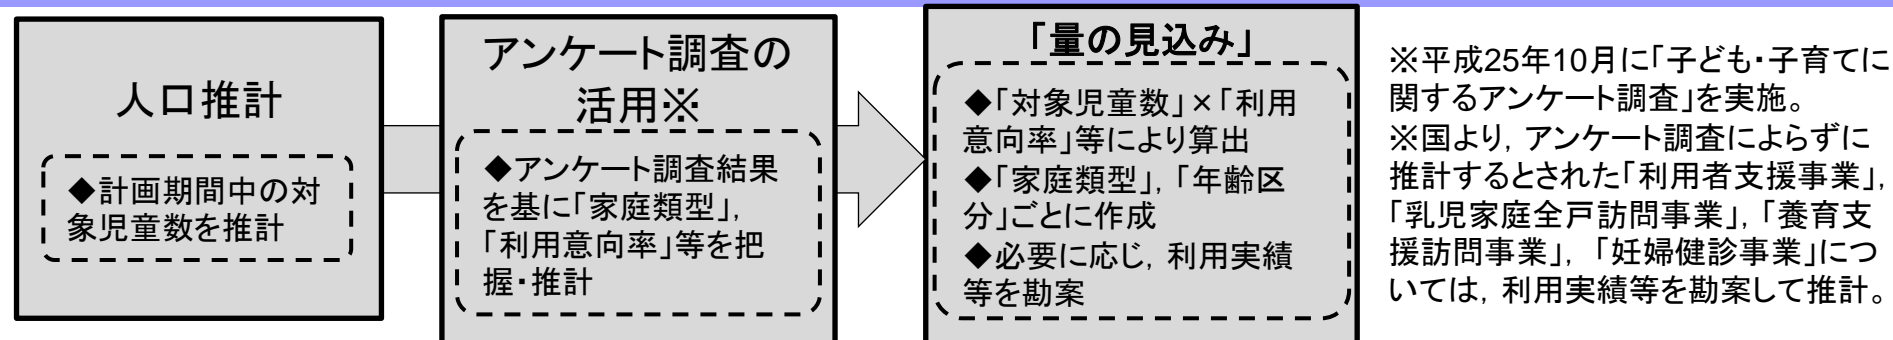 人口推計
◆計画期間中の対
象児童数を推計
アンケート調査の
活用※
◆アンケート調査結果
を基に「家庭類型」,
「利用意向率」等を把
握・推計
「量の見込み」
◆「対象児童数」×「利用
意向率」等により算出
◆「家庭類型」,「年齢区
分」ごとに作成
◆必要に応じ, 利用実績
等を勘案
※平成25年10月に「子ども・子育てに
関するアンケート調査」を実施。
※国より, アンケート調査によらずに
推計するとされた「利用者支援事業」,
「乳児家庭全戸訪問事業」, 「養育支
援訪問事業」, 「妊婦健診事業」につ
いては, 利用実績等を勘案して推計。